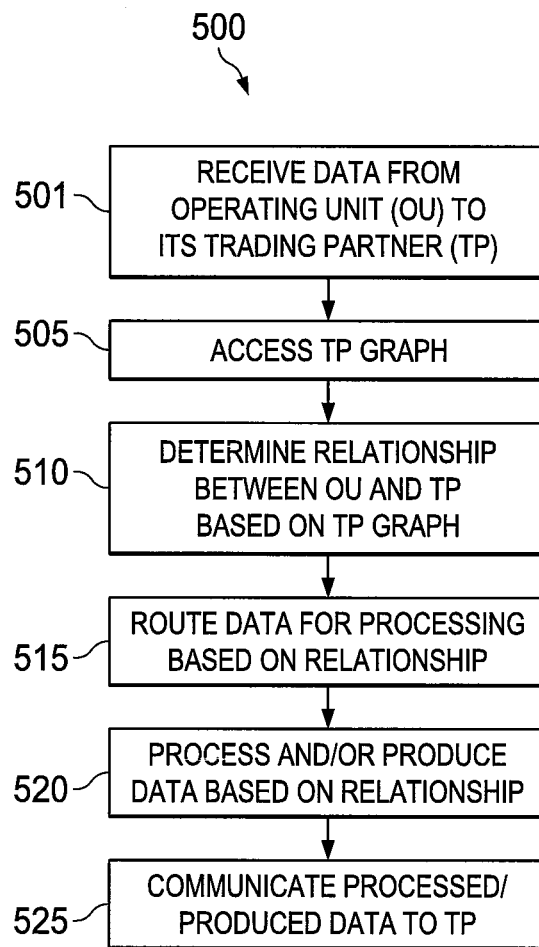 500
501
RECEIVE DATA FROM
OPERATING UNIT (OU) TO
ITS TRADING PARTNER (TP)
505
ACCESS TP GRAPH
510
DETERMINE RELATIONSHIP
BETWEEN OU AND TP
BASED ON TP GRAPH
515
ROUTE DATA FOR PROCESSING
BASED ON RELATIONSHIP
520
PROCESS AND/OR PRODUCE
DATA BASED ON RELATIONSHIP
525
COMMUNICATE PROCESSED/
PRODUCED DATA TO TP